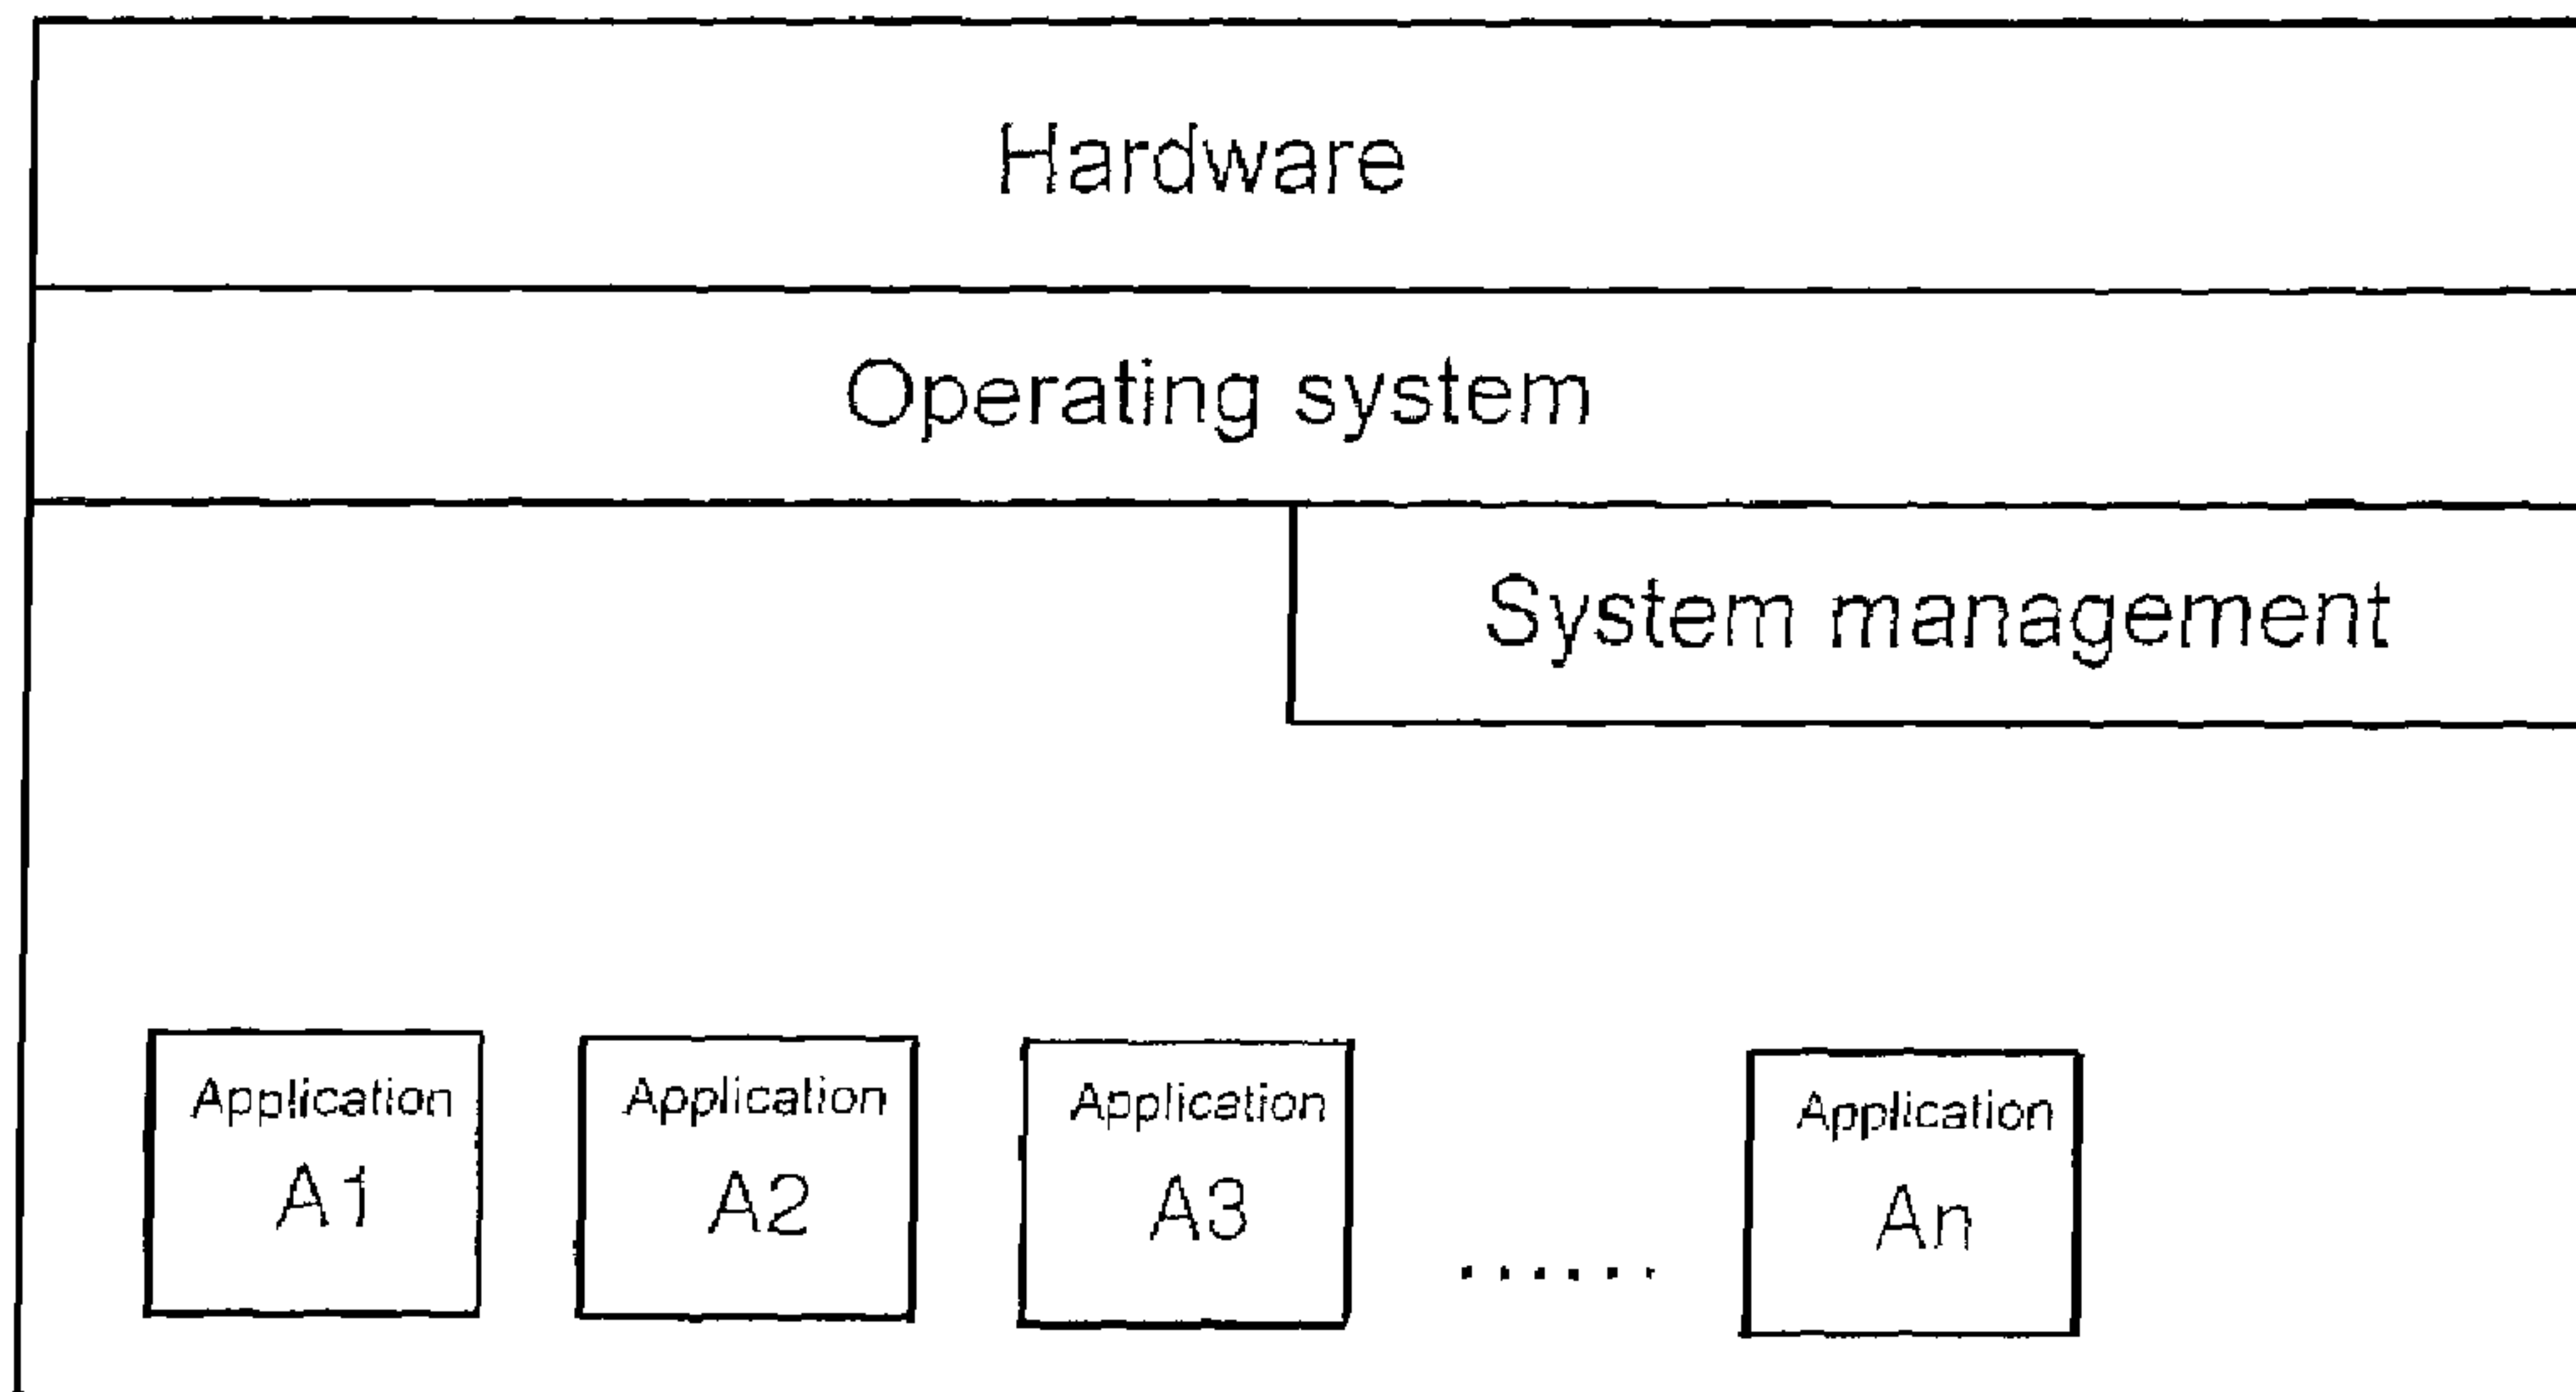 Hardware
Operating system
System management
Application
A1
Application
A2
Application
A3
......
Application
An